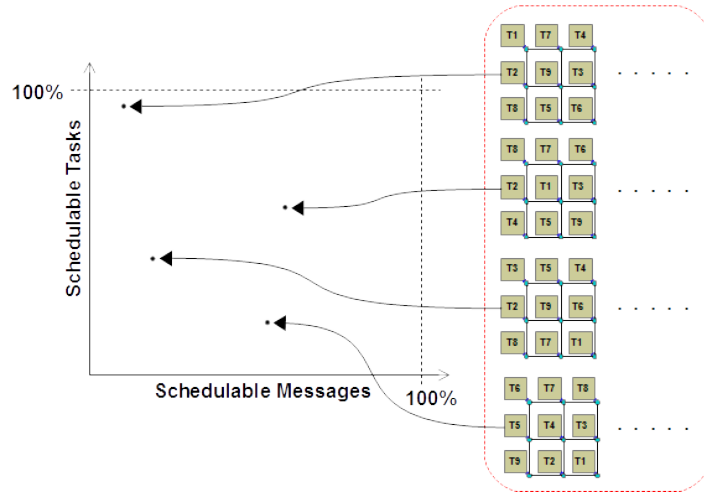 T1 T7 T4
T2 T9 T3 . . . . .
T8 T5 T6
T8 T7 T6
T2 T1 T3 . . . . .
T4 T5 T9
T3 T5 T4
T2 T9 T6 . . . . .
T8 T7 T1
T6 T7 T8
T5 T4 T3 . . . . .
T9 T2 T1
100%
Schedulable Tasks
Schedulable Messages
100%